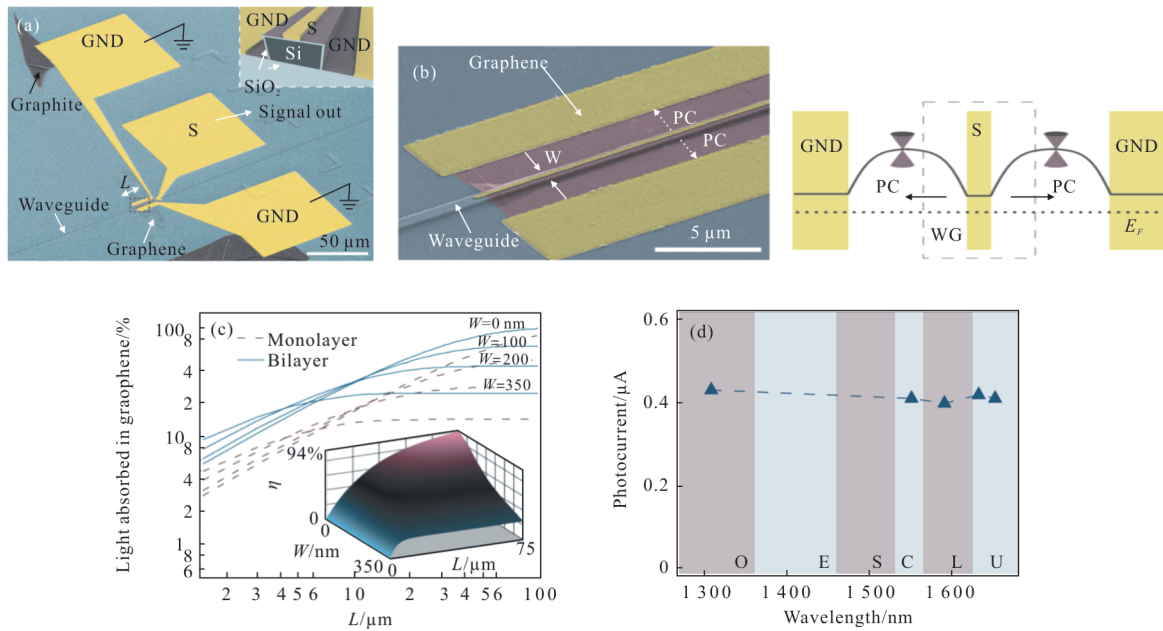 (a)
GND
GND
S
GND
Si
SiO2
Graphite
S
Signal out
L
Waveguide
GND
Graphene
50 μm
(b)
Graphene
PC
PC
W
Waveguide
5 μm
GND
S
GND
PC
PC
WG
EF
(c)
Light absorbed in graophene/%
100
8
4
2
10
8
4
2
1
8
6
Monolayer
Bilayer
W=0 nm
W=100
W=200
W=350
94%
η
0
0
W/nm
350
0
L/μm
75
2 3 4 5 6 10 2 3 4 5 6 100
L/μm
(d)
Photocurrent/μA
0.6
0.4
0.2
0
O E S C L U
1 300 1 400 1 500 1 600
Wavelength/nm